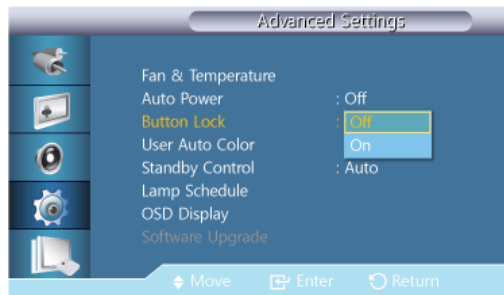 Advanced Settings
Fan & Temperature
Auto Power : Off
Button Lock : Off
User Auto Color On
Standby Control : Auto
Lamp Schedule
OSD Display
Software Upgrade
Move Enter Return